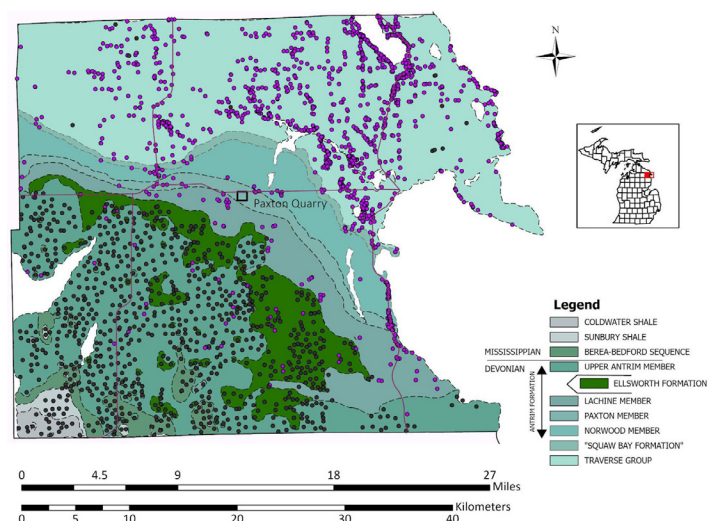 N
Paxton Quarry
Legend
COLDWATER SHALE
SUNBURY SHALE
BEREA-BEDFORD SEQUENCE
MISSISSIPPIAN
UPPER ANTRIM MEMBER
DEVONIAN
ELLSWORTH FORMATION
LACHINE MEMBER
PAXTON MEMBER
NORWOOD MEMBER
"SQUAW BAY FORMATION"
TRAVERSE GROUP
ANTRIM FORMATION
0 4.5 9 18 27
Miles
Kilometers
0 5 10 20 30 40